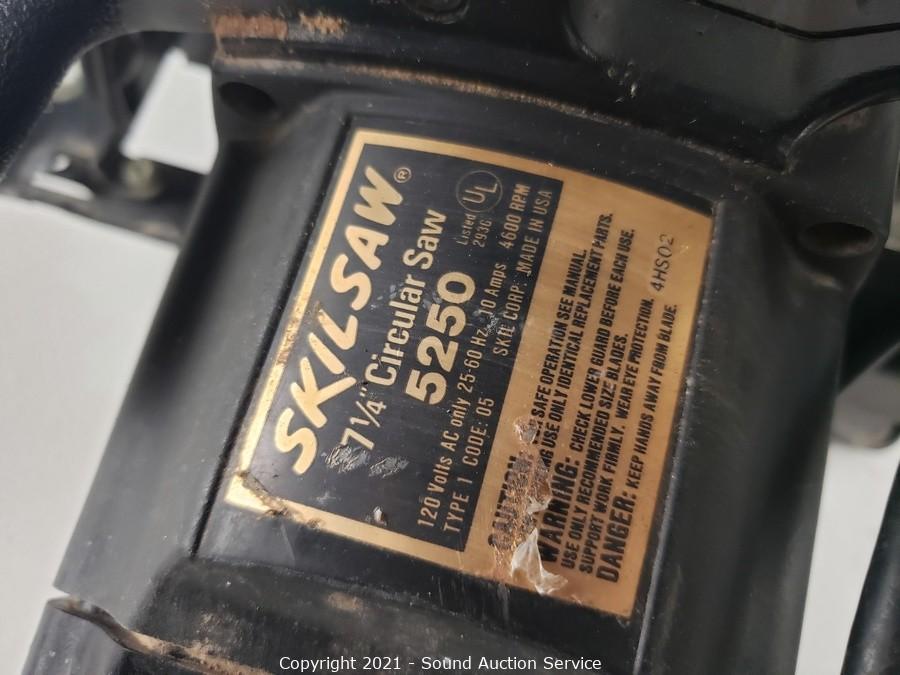 SKILSAW®
7 1/4" Circular Saw
5250
Listed
2936
UL
120 Volts AC only 25-60 Hz 10 Amps 4600 RPM
TYPE 1 CODE: 05 SKIL CORP. MADE IN USA
CAUTION: SAFE OPERATION SEE MANUAL.
USE ONLY IDENTICAL REPLACEMENT PARTS.
WARNING: CHECK LOWER GUARD BEFORE EACH USE.
USE ONLY RECOMMENDED SIZE BLADES.
SUPPORT WORK FIRMLY. WEAR EYE PROTECTION. 4HS02
DANGER: KEEP HANDS AWAY FROM BLADE.
Copyright 2021 - Sound Auction Service